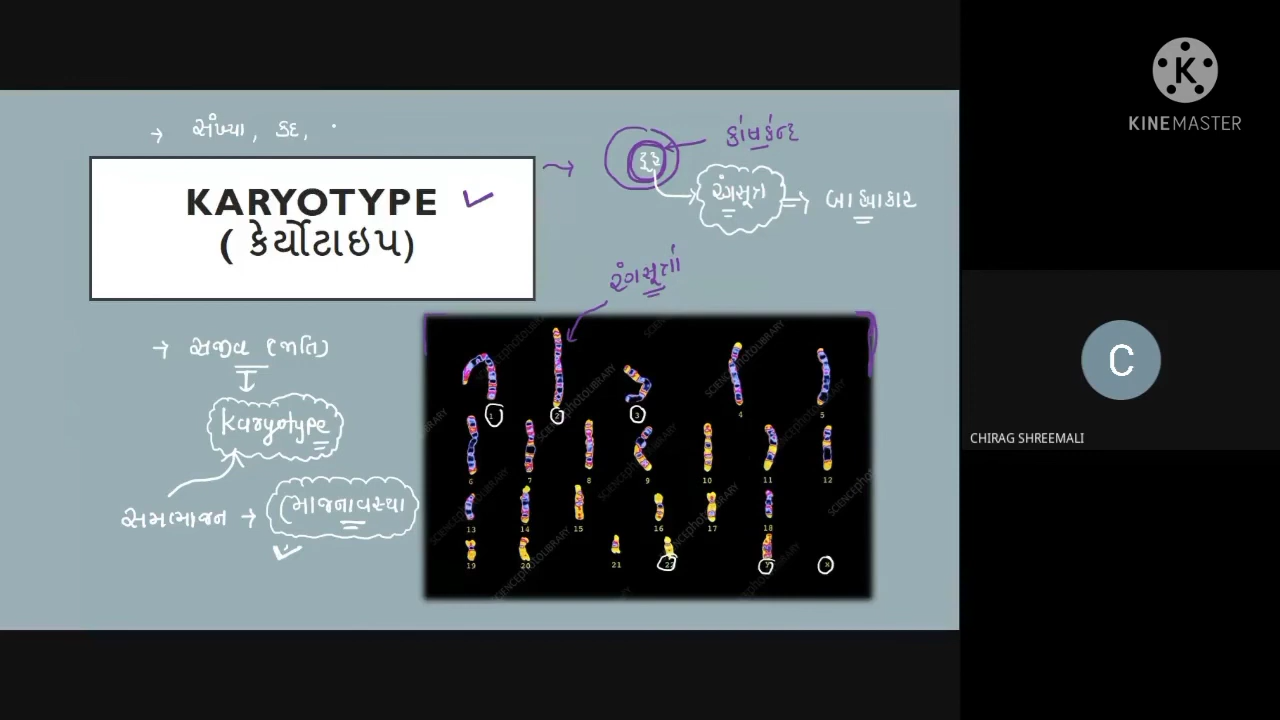 → સંખ્યા, કદ,
KARYOTYPE
( કેર્યોટાઇપ)
કોષકેન્દ્ર
રંગસૂત્ર → બાહ્યાકાર
રંગસૂત્રો
→ સજીવ (જાતિ)
karyotype
સમભાજન → (ભાજનાવસ્થા
1 2 3 4 5
6 7 8 9 10 11 12
13 14 15 16 17 18
19 20 21 22 Y X
SCIENCEphotoLIBRARY
K
KINEMASTER
C
CHIRAG SHREEMALI